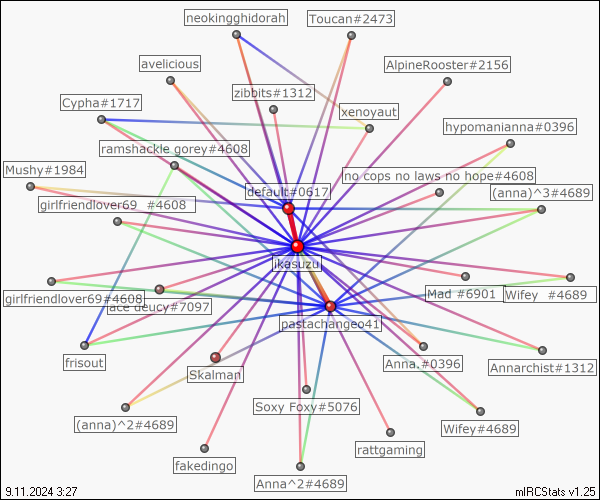 neokingghidorah
Toucan#2473
avelicious
AlpineRooster#2156
zibbits#1312
Cypha#1717
xenoyaut
hypomanianna#0396
ramshackle gorey#4608
Mushy#1984
no cops no laws no hope#4608
default#0617
(anna)^3#4689
girlfriendlover69_#4608
ikasuzu
girlfriendlover69#4608
ace deucy#7097
Mad #6901
Wifey_#4689
pastachangeo41
frisout
Skalman
Anna.#0396
Annarchist#1312
Soxy Foxy#5076
(anna)^2#4689
Wifey#4689
rattgaming
fakedingo
Anna^2#4689
9.11.2024 3:27
mIRCStats v1.25